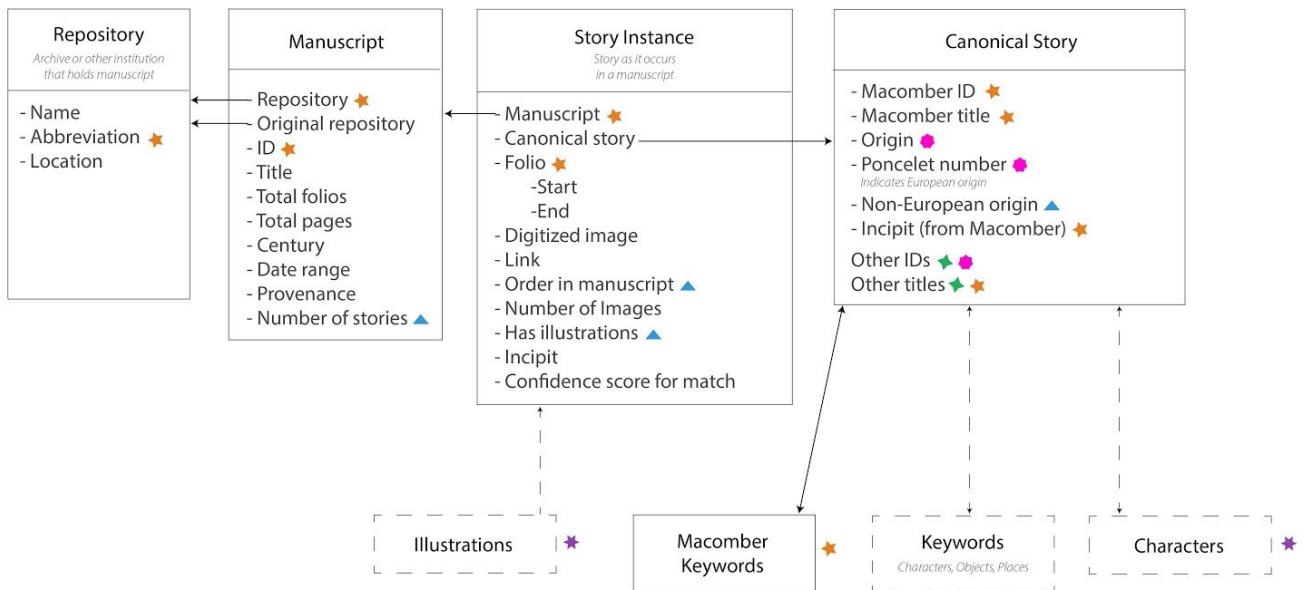 Repository
Archive or other institution
that holds manuscript
- Name
- Abbreviation
- Location
Manuscript
- Repository
- Original repository
- ID
- Title
- Total folios
- Total pages
- Century
- Date range
- Provenance
- Number of stories
Story Instance
Story as it occurs
in a manuscript
- Manuscript
- Canonical story
- Folio
-Start
-End
- Digitized image
- Link
- Order in manuscript
- Number of Images
- Has illustrations
- Incipit
- Confidence score for match
Canonical Story
- Macomber ID
- Macomber title
- Origin
- Poncelet number
Indicates European origin
- Non-European origin
- Incipit (from Macomber)
Other IDs
Other titles
Illustrations
Macomber
Keywords
Keywords
Characters, Objects, Places
Characters